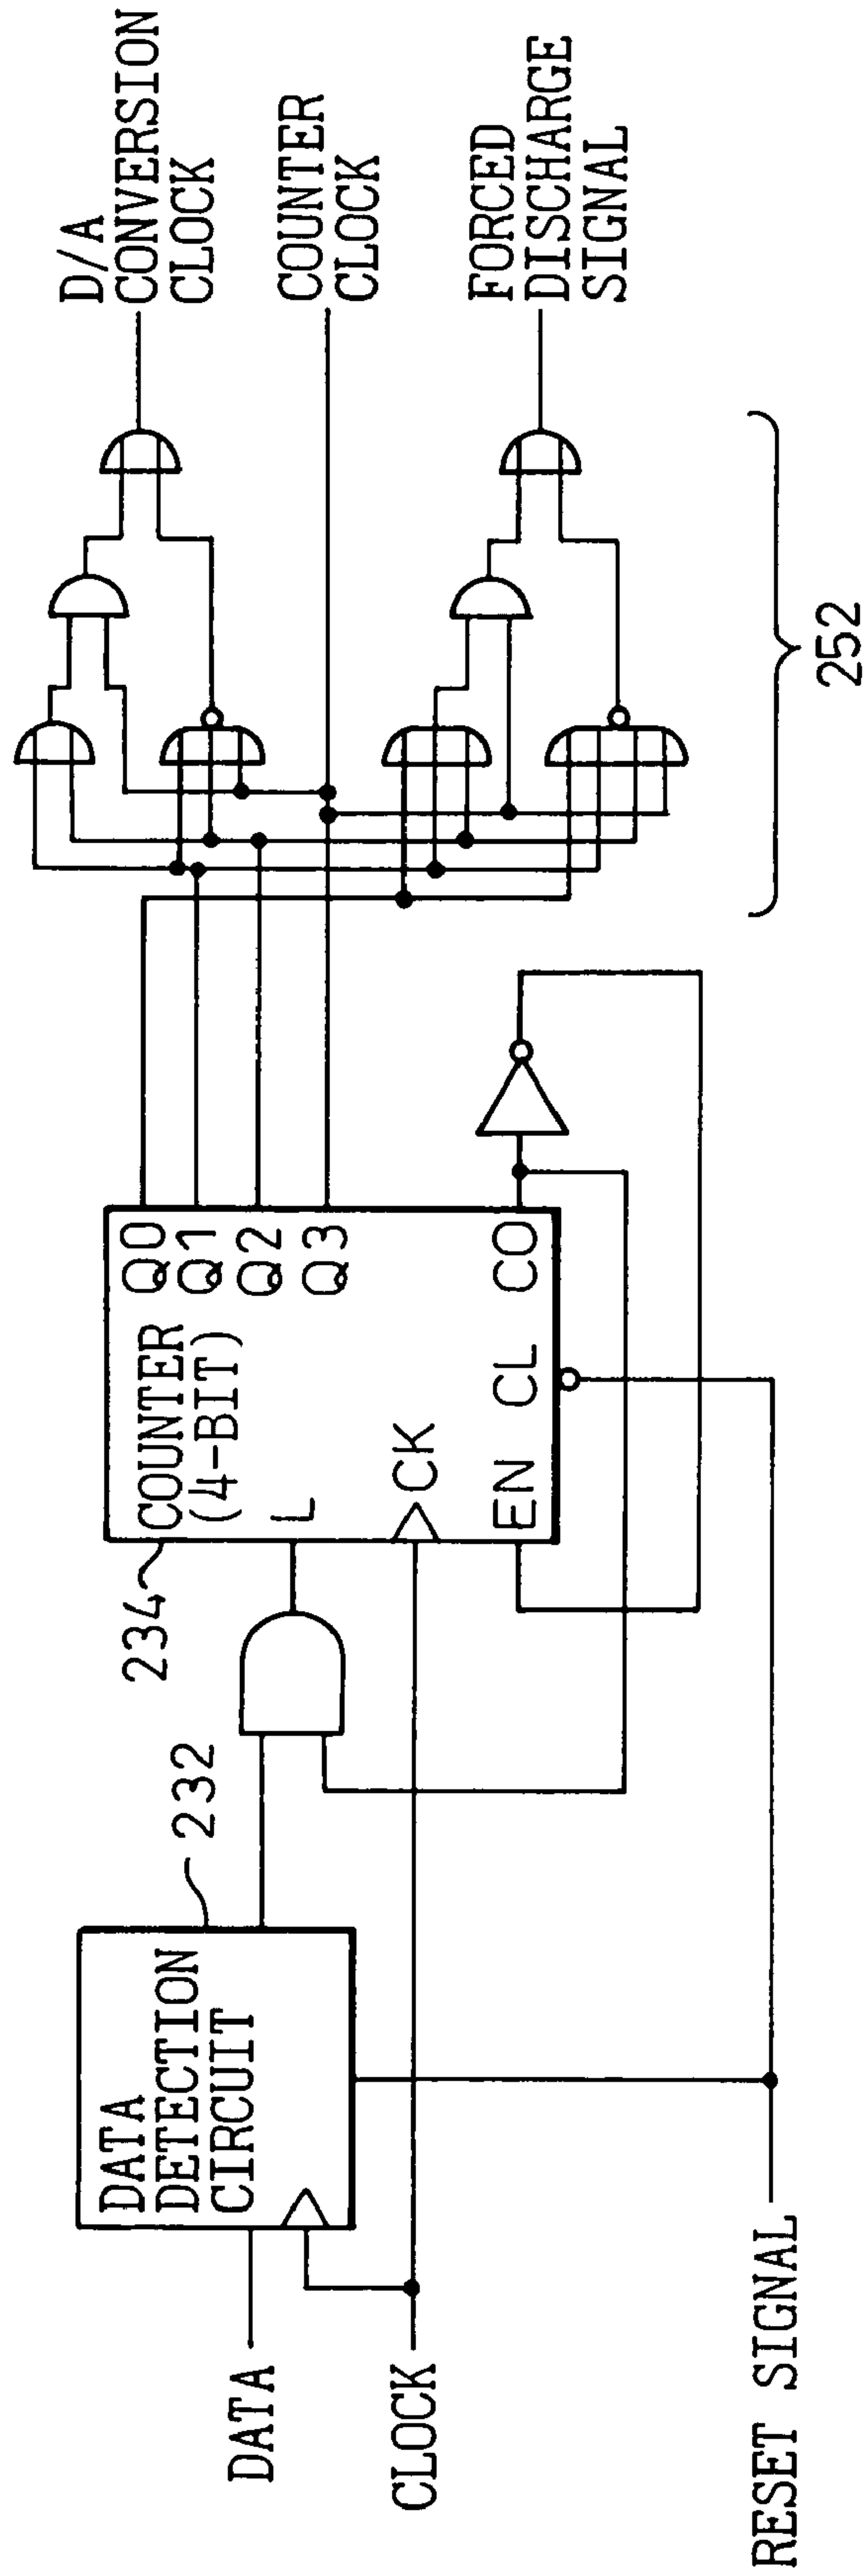 DATA
DETECTION
CIRCUIT
232
DATA
CLOCK
RESET SIGNAL
234
COUNTER
(4-BIT)
L
CK
EN
CL
CO
Q0
Q1
Q2
Q3
252
D/A
CONVERSION
CLOCK
COUNTER
CLOCK
FORCED
DISCHARGE
SIGNAL